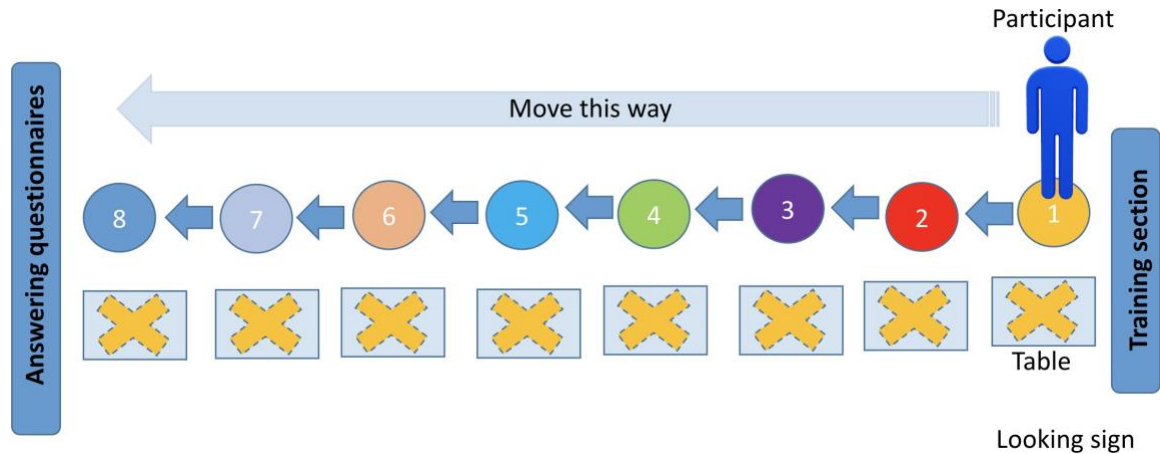 Participant
Move this way
Answering questionnaires
8
7
6
5
4
3
2
1
Training section
Table
Looking sign